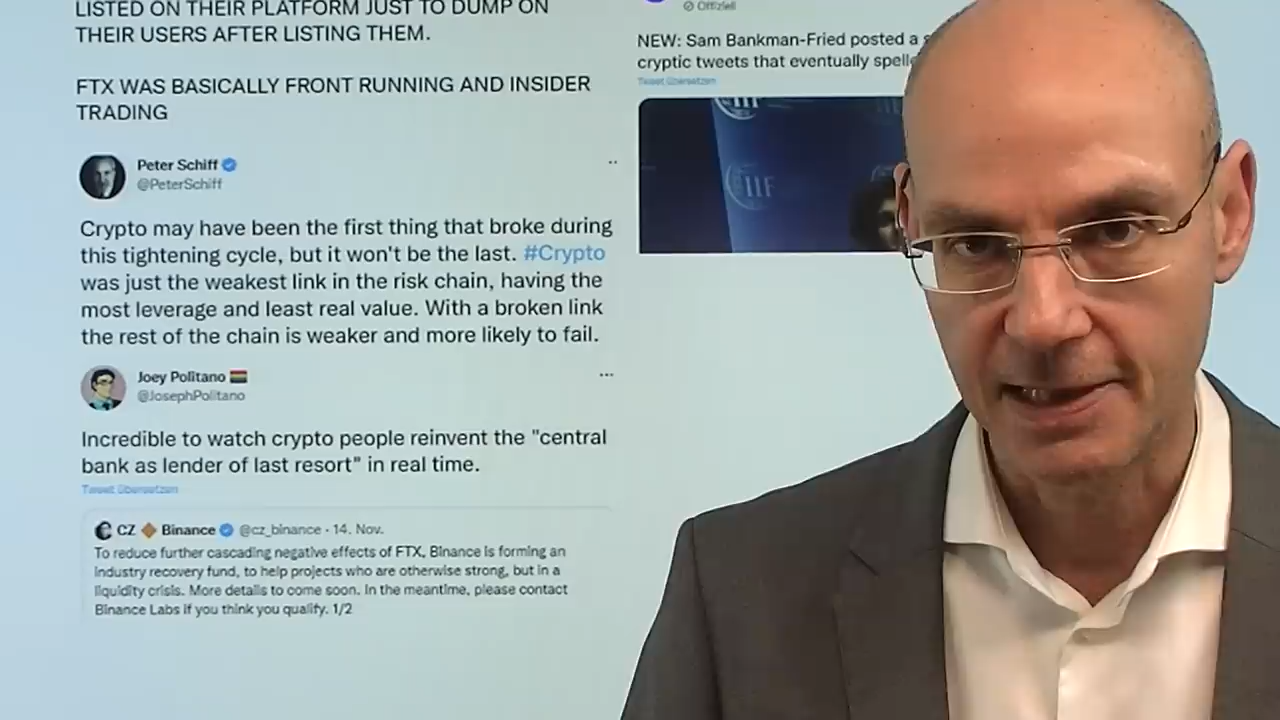 LISTED ON THEIR PLATFORM JUST TO DUMP ON
THEIR USERS AFTER LISTING THEM.
FTX WAS BASICALLY FRONT RUNNING AND INSIDER
TRADING
Peter Schiff
@PeterSchiff
Crypto may have been the first thing that broke during
this tightening cycle, but it won't be the last. #Crypto
was just the weakest link in the risk chain, having the
most leverage and least real value. With a broken link
the rest of the chain is weaker and more likely to fail.
Joey Politano
@JosephPolitano
Incredible to watch crypto people reinvent the "central
bank as lender of last resort" in real time.
Tweet übersetzen
CZ Binance @cz_binance · 14. Nov.
To reduce further cascading negative effects of FTX, Binance is forming an
industry recovery fund, to help projects who are otherwise strong, but in a
liquidity crisis. More details to come soon. In the meantime, please contact
Binance Labs if you think you qualify. 1/2
Offiziell
NEW: Sam Bankman-Fried posted a
cryptic tweets that eventually spell
Tweet übersetzen
IIF
IIF